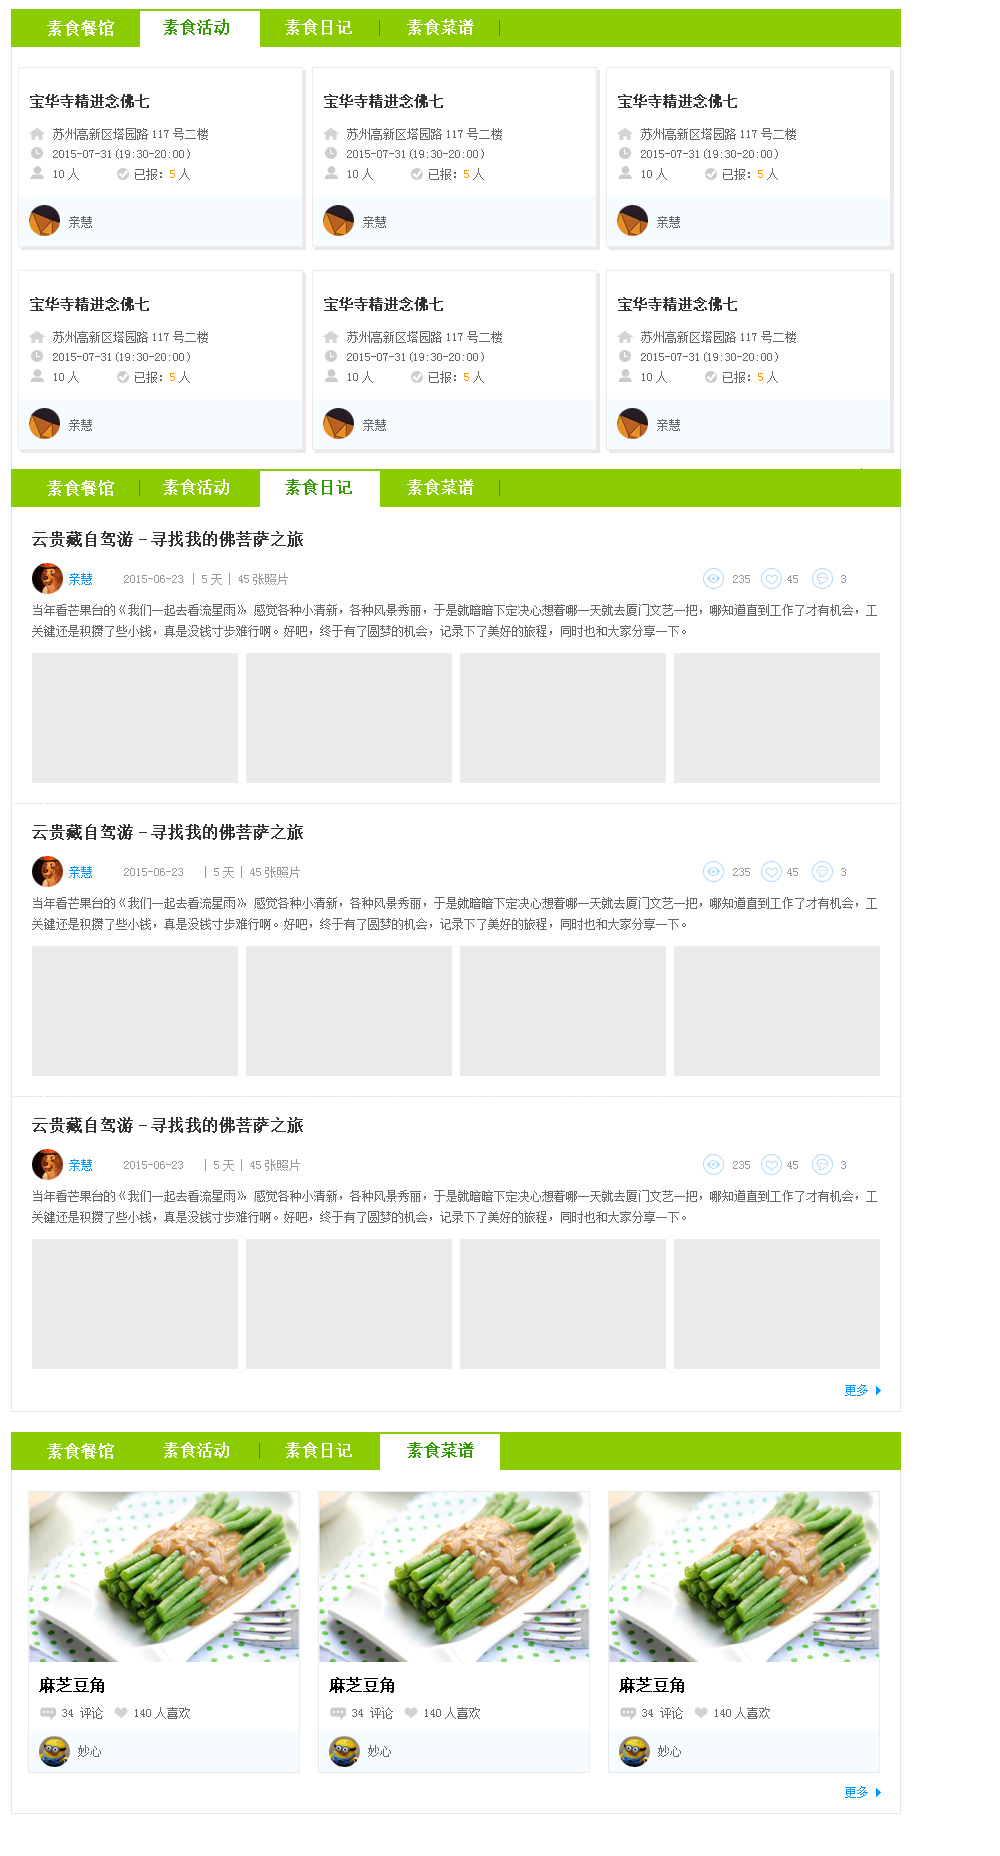 素食餐馆 素食活动 素食日记 素食菜谱
宝华寺精进念佛七 宝华寺精进念佛七 宝华寺精进念佛七
苏州高新区塔园路 117 号二楼 苏州高新区塔园路 117 号二楼 苏州高新区塔园路 117 号二楼
2015-07-31(19:30-20:00) 2015-07-31(19:30-20:00) 2015-07-31(19:30-20:00)
10 人 已报：5 人 10 人 已报：5 人 10 人 已报：5 人
亲慧 亲慧 亲慧
宝华寺精进念佛七 宝华寺精进念佛七 宝华寺精进念佛七
苏州高新区塔园路 117 号二楼 苏州高新区塔园路 117 号二楼 苏州高新区塔园路 117 号二楼
2015-07-31(19:30-20:00) 2015-07-31(19:30-20:00) 2015-07-31(19:30-20:00)
10 人 已报：5 人 10 人 已报：5 人 10 人 已报：5 人
亲慧 亲慧 亲慧
素食餐馆 素食活动 素食日记 素食菜谱
云贵藏自驾游－寻找我的佛菩萨之旅
亲慧 2015-06-23 | 5 天 | 45 张照片 235 45 3
当年看芒果台的《我们一起去看流星雨》，感觉各种小清新，各种风景秀丽，于是就暗暗下定决心想着哪一天就去厦门文艺一把，哪知道直到工作了才有机会，工
关键还是积攒了些小钱，真是没钱寸步难行啊。好吧，终于有了圆梦的机会，记录下了美好的旅程，同时也和大家分享一下。
云贵藏自驾游－寻找我的佛菩萨之旅
亲慧 2015-06-23 | 5 天 | 45 张照片 235 45 3
当年看芒果台的《我们一起去看流星雨》，感觉各种小清新，各种风景秀丽，于是就暗暗下定决心想着哪一天就去厦门文艺一把，哪知道直到工作了才有机会，工
关键还是积攒了些小钱，真是没钱寸步难行啊。好吧，终于有了圆梦的机会，记录下了美好的旅程，同时也和大家分享一下。
云贵藏自驾游－寻找我的佛菩萨之旅
亲慧 2015-06-23 | 5 天 | 45 张照片 235 45 3
当年看芒果台的《我们一起去看流星雨》，感觉各种小清新，各种风景秀丽，于是就暗暗下定决心想着哪一天就去厦门文艺一把，哪知道直到工作了才有机会，工
关键还是积攒了些小钱，真是没钱寸步难行啊。好吧，终于有了圆梦的机会，记录下了美好的旅程，同时也和大家分享一下。
更多
素食餐馆 素食活动 素食日记 素食菜谱
麻芝豆角 麻芝豆角 麻芝豆角
34 评论 140 人喜欢 34 评论 140 人喜欢 34 评论 140 人喜欢
妙心 妙心 妙心
更多